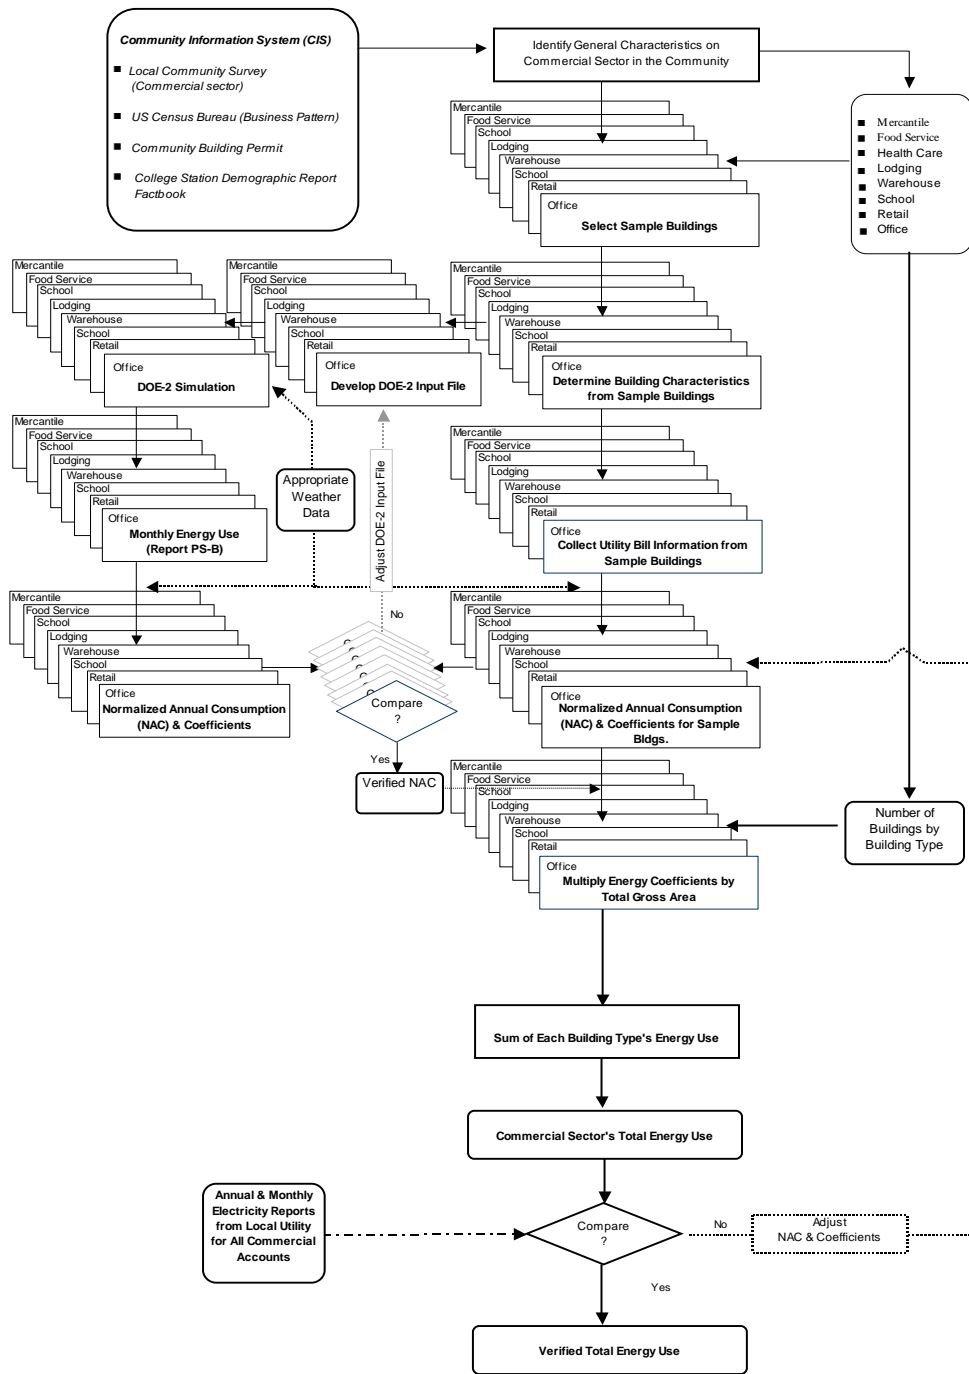 Community Information System (CIS)
■ Local Community Survey
(Commercial sector)
■ US Census Bureau (Business Pattern)
■ Community Building Permit
■ College Station Demographic Report
Factbook
Identify General Characteristics on
Commercial Sector in the Community
■ Mercantile
■ Food Service
■ Health Care
■ Lodging
■ Warehouse
■ School
■ Retail
■ Office
Mercantile
Food Service
School
Lodging
Warehouse
School
Retail
Office
Select Sample Buildings
Mercantile
Food Service
School
Lodging
Warehouse
School
Retail
Office
DOE-2 Simulation
Mercantile
Food Service
School
Lodging
Warehouse
School
Retail
Office
Develop DOE-2 Input File
Mercantile
Food Service
School
Lodging
Warehouse
School
Retail
Office
Determine Building Characteristics
from Sample Buildings
Mercantile
Food Service
School
Lodging
Warehouse
School
Retail
Office
Monthly Energy Use
(Report PS-B)
Appropriate
Weather
Data
Adjust DOE-2 Input File
Mercantile
Food Service
School
Lodging
Warehouse
School
Retail
Office
Collect Utility Bill Information from
Sample Buildings
Mercantile
Food Service
School
Lodging
Warehouse
School
Retail
Office
Normalized Annual Consumption
(NAC) & Coefficients
No
Compare
?
Yes
Verified NAC
Mercantile
Food Service
School
Lodging
Warehouse
School
Retail
Office
Normalized Annual Consumption
(NAC) & Coefficients for Sample
Bldgs.
Mercantile
Food Service
School
Lodging
Warehouse
School
Retail
Office
Multiply Energy Coefficients by
Total Gross Area
Number of
Buildings by
Building Type
Sum of Each Building Type's Energy Use
Commercial Sector's Total Energy Use
Annual & Monthly
Electricity Reports
from Local Utility
for All Commercial
Accounts
Compare
?
No
Adjust
NAC & Coefficients
Yes
Verified Total Energy Use